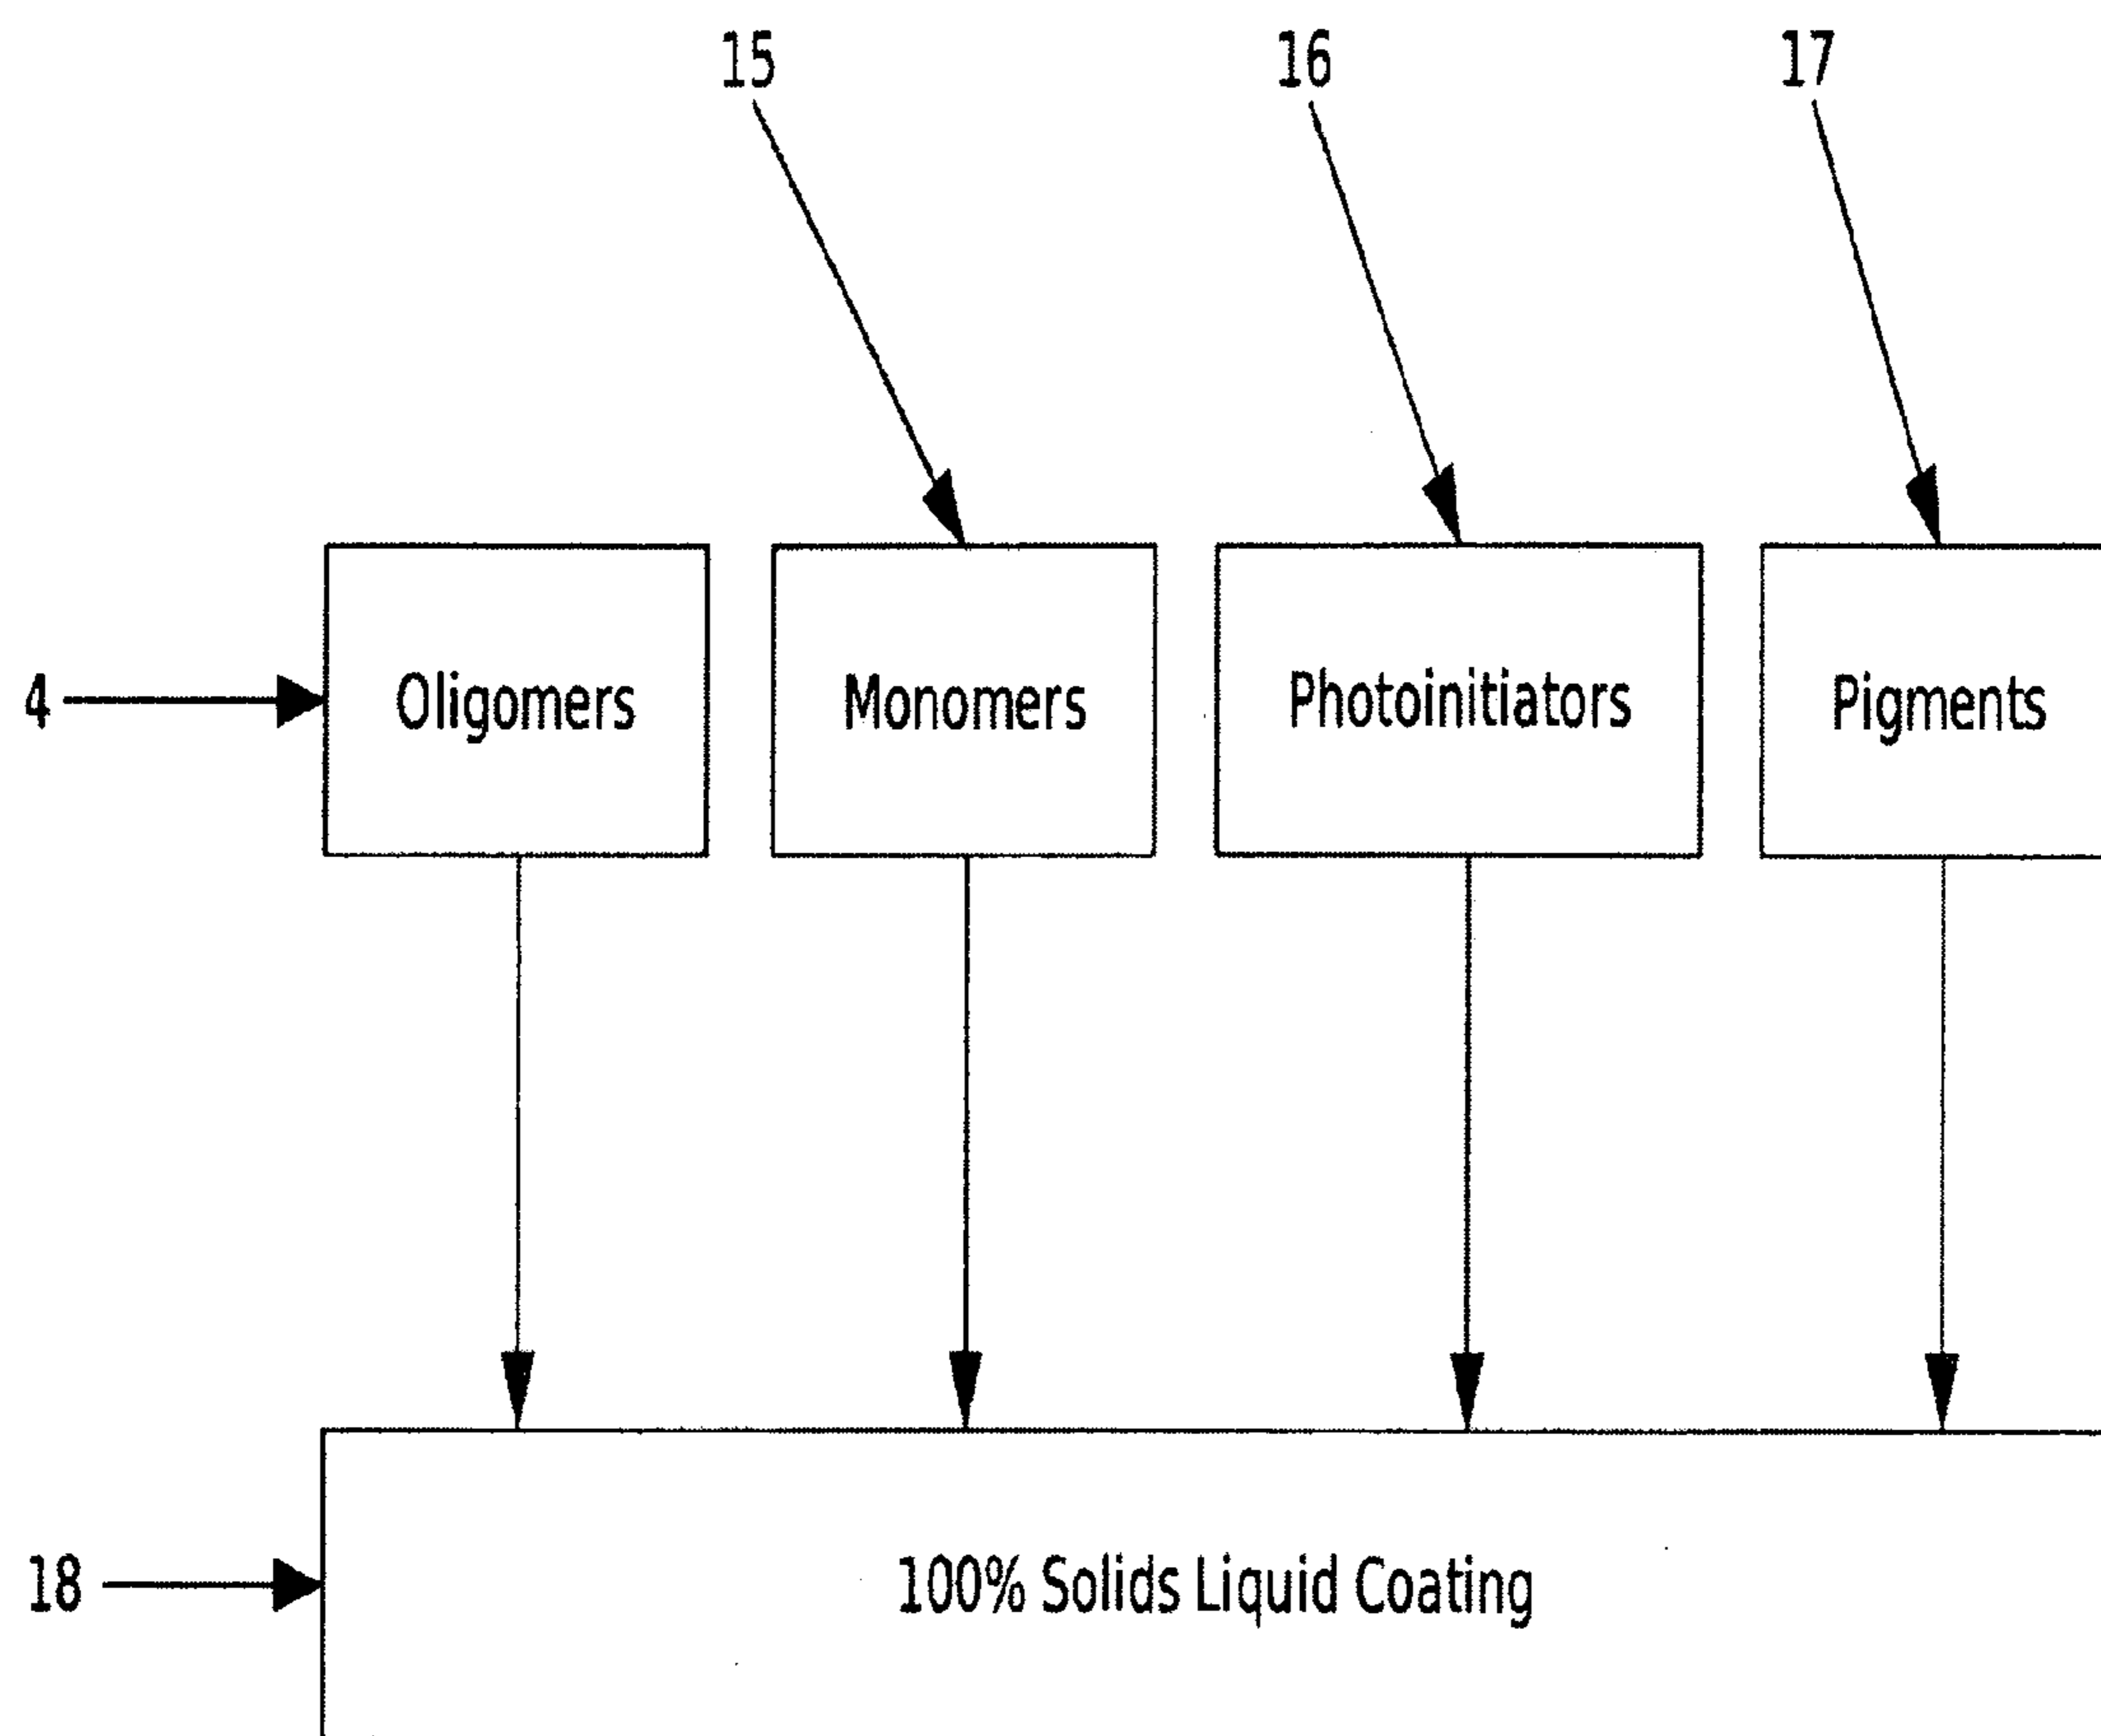 15 16 17
4 Oligomers Monomers Photoinitiators Pigments
18 100% Solids Liquid Coating